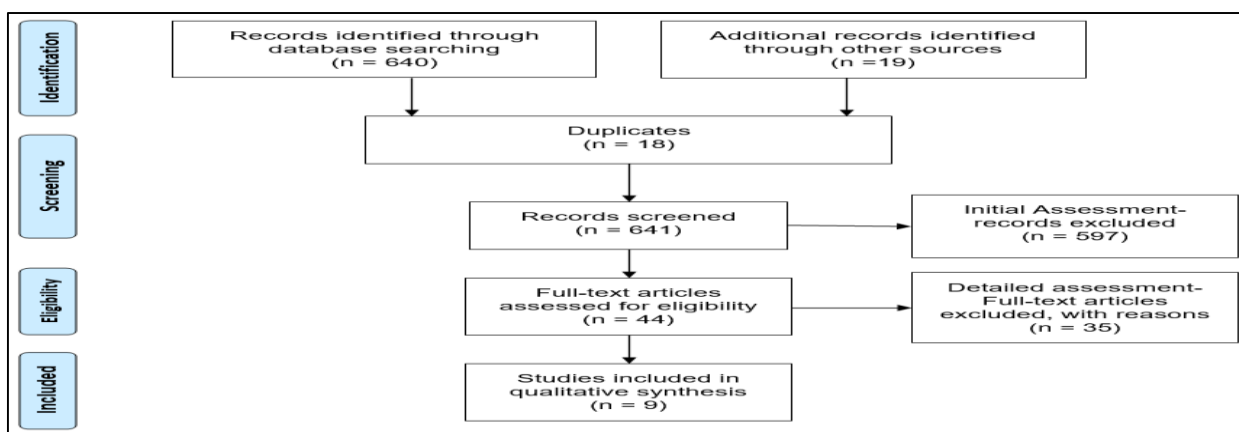 Identification
Records identified through
database searching
(n = 640)
Additional records identified
through other sources
(n =19)
Duplicates
(n = 18)
Screening
Records screened
(n = 641)
Initial Assessment-
records excluded
(n = 597)
Eligibility
Full-text articles
assessed for eligibility
(n = 44)
Detailed assessment-
Full-text articles
excluded, with reasons
(n = 35)
Included
Studies included in
qualitative synthesis
(n = 9)